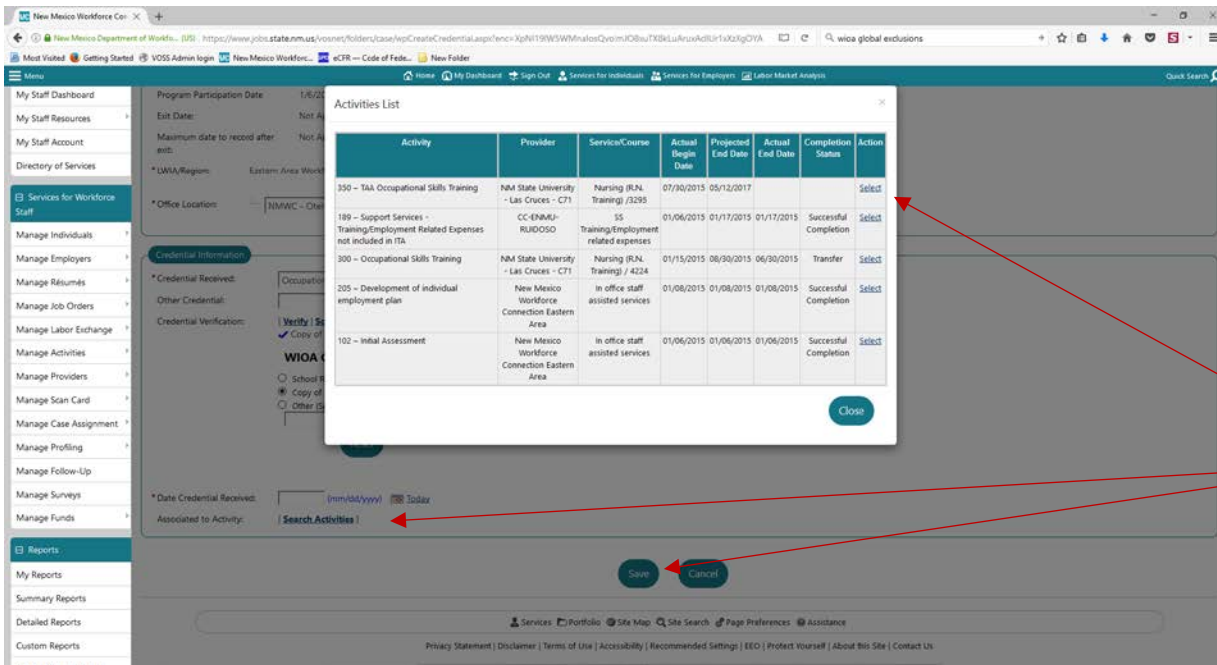 New Mexico Workforce Co
New Mexico Department of Workfo... (US)
wioa global exclusions
Most Visited Getting Started VOSS Admin login New Mexico Workforc... eCFR — Code of Fede... New Folder
Menu
Home My Dashboard Sign Out Services for Individuals Services for Employers Labor Market Analysis
Quick Search
My Staff Dashboard
My Staff Resources
My Staff Account
Directory of Services
Services for Workforce
Staff
Manage Individuals
Manage Employers
Manage Résumés
Manage Job Orders
Manage Labor Exchange
Manage Activities
Manage Providers
Manage Scan Card
Manage Case Assignment
Manage Profiling
Manage Follow-Up
Manage Surveys
Manage Funds
Reports
My Reports
Summary Reports
Detailed Reports
Custom Reports
Program Participation Date
1/6/20
Exit Date:
Not A
Maximum date to record after
exit:
Not A
* LWIA/Region:
Eastern Area Work
* Office Location:
NMWC - Ote
Credential Information
* Credential Received:
Occupation
Other Credential:
Credential Verification:
[ Verify | Sc
Copy of
WIOA
School R
Copy of
Other (S
* Date Credential Received:
(mm/dd/yyyy) Today
Associated to Activity:
[ Search Activities ]
Save Cancel
Activities List
Activity Provider Service/Course Actual Begin Date Projected End Date Actual End Date Completion Status Action
350 – TAA Occupational Skills Training NM State University - Las Cruces - C71 Nursing (R.N. Training) /3295 07/30/2015 05/12/2017 Select
189 – Support Services - Training/Employment Related Expenses not included in ITA CC-ENMU-RUIDOSO SS Training/Employment related expenses 01/06/2015 01/17/2015 01/17/2015 Successful Completion Select
300 – Occupational Skills Training NM State University - Las Cruces - C71 Nursing (R.N. Training) / 4224 01/15/2015 08/30/2015 06/30/2015 Transfer Select
205 – Development of individual employment plan New Mexico Workforce Connection Eastern Area In office staff assisted services 01/08/2015 01/08/2015 01/08/2015 Successful Completion Select
102 – Initial Assessment New Mexico Workforce Connection Eastern Area In office staff assisted services 01/06/2015 01/06/2015 01/06/2015 Successful Completion Select
Close
Services Portfolio Site Map Site Search Page Preferences Assistance
Privacy Statement | Disclaimer | Terms of Use | Accessibility | Recommended Settings | EEO | Protect Yourself | About this Site | Contact Us